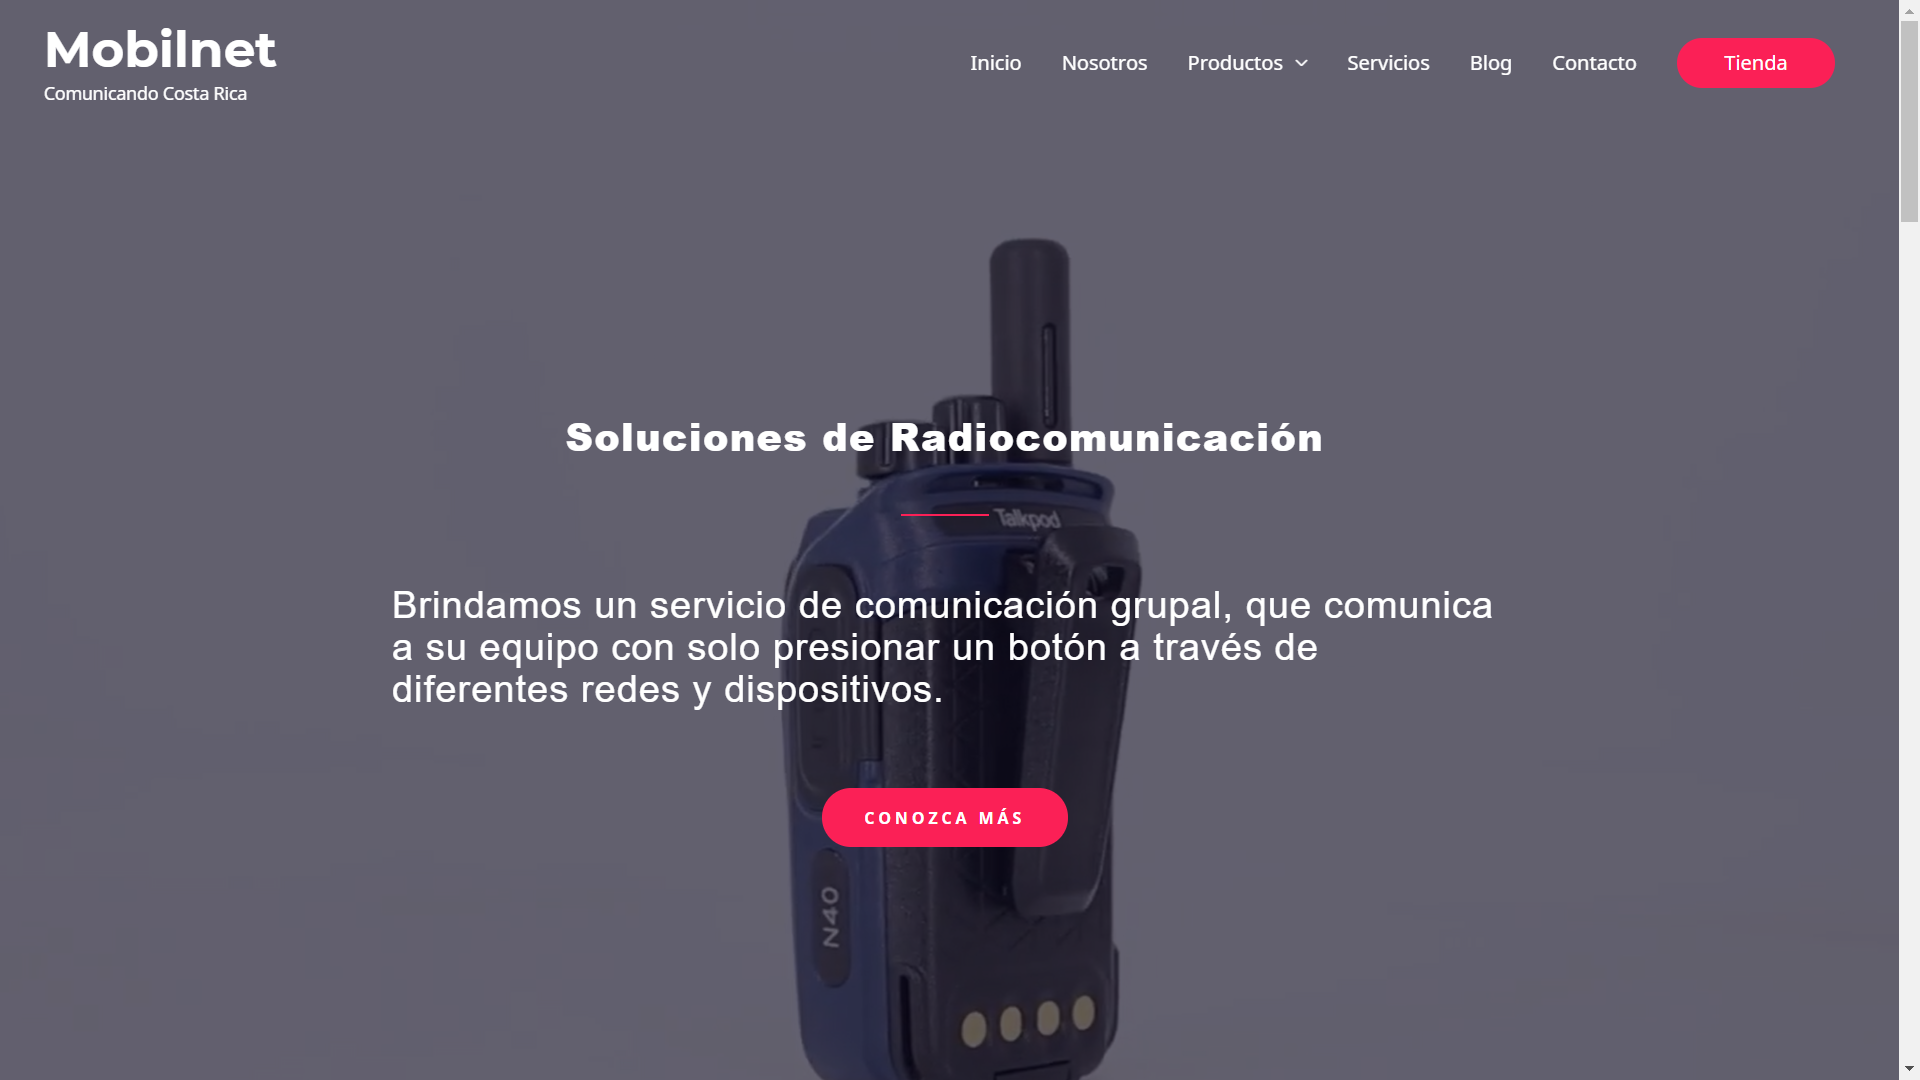 Mobilnet
Comunicando Costa Rica
Inicio
Nosotros
Productos
Servicios
Blog
Contacto
Tienda
Soluciones de Radiocomunicación
Talkpod
Brindamos un servicio de comunicación grupal, que comunica
a su equipo con solo presionar un botón a través de
diferentes redes y dispositivos.
CONOZCA MÁS
N40